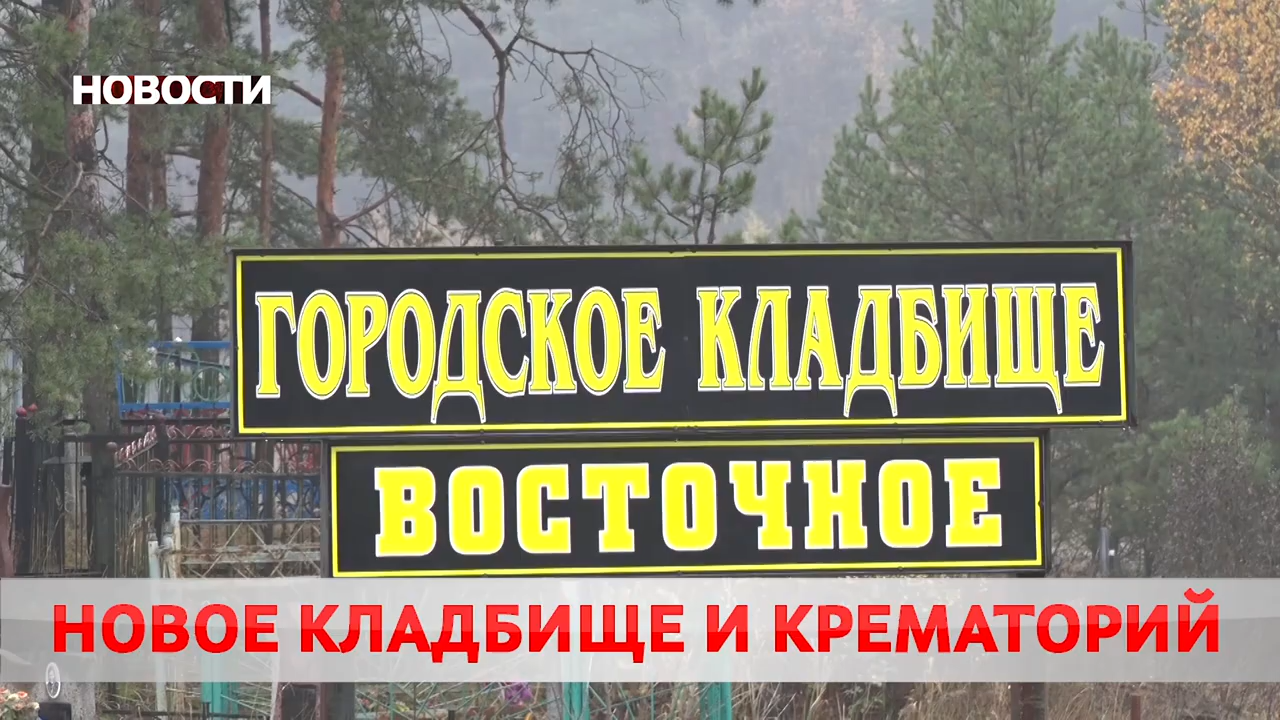 НОВОСТИ
ГОРОДСКОЕ КЛАДБИЩЕ
ВОСТОЧНОЕ
НОВОЕ КЛАДБИЩЕ И КРЕМАТОРИЙ